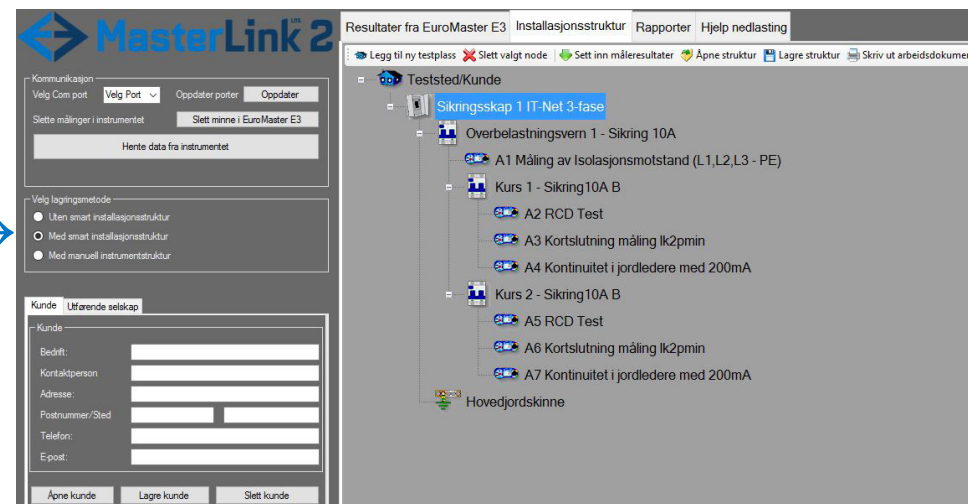 MasterLink 2
Kommunikasjon
Velg Com port Velg Port Oppdater porter Oppdater
Slette målinger i instrumentet Slett minne i EuroMaster E3
Hente data fra instrumentet
Velg lagringsmetode
Uten smart installasjonsstruktur
Med smart installasjonsstruktur
Med manuell instrumentstruktur
Kunde Utførende selskap
Kunde
Bedrift:
Kontaktperson
Adresse:
Postnummer/Sted
Telefon:
E-post:
Åpne kunde Lagre kunde Slett kunde
Resultater fra EuroMaster E3 Installasjonsstruktur Rapporter Hjelp nedlasting
Legg til ny testplass Slett valgt node Sett inn måleresultater Åpne struktur Lagre struktur Skriv ut arbeidsdokumen
Teststed/Kunde
Sikringsskap 1 IT-Net 3-fase
Overbelastningsvern 1 - Sikring 10A
A1 Måling av Isolasjonsmotstand (L1,L2,L3 - PE)
Kurs 1 - Sikring10A B
A2 RCD Test
A3 Kortslutning måling Ik2pmin
A4 Kontinuitet i jordledere med 200mA
Kurs 2 - Sikring10A B
A5 RCD Test
A6 Kortslutning måling Ik2pmin
A7 Kontinuitet i jordledere med 200mA
Hovedjordskinne